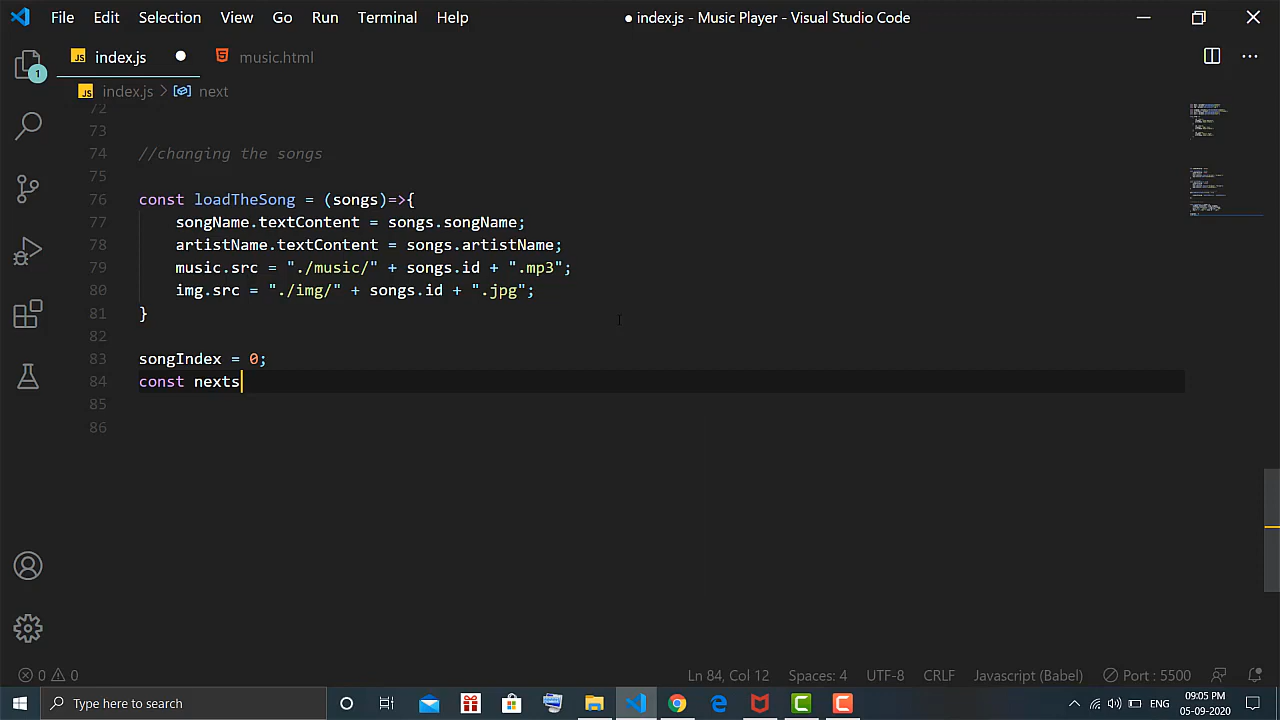 File Edit Selection View Go Run Terminal Help ● index.js - Music Player - Visual Studio Code
JS index.js ● music.html
JS index.js > next
1
72
73
74 //changing the songs
75
76 const loadTheSong = (songs)=>{
77 songName.textContent = songs.songName;
78 artistName.textContent = songs.artistName;
79 music.src = "./music/" + songs.id + ".mp3";
80 img.src = "./img/" + songs.id + ".jpg";
81 }
82
83 songIndex = 0;
84 const nexts
85
86
0 0 Ln 84, Col 12 Spaces: 4 UTF-8 CRLF Javascript (Babel) Port : 5500
Type here to search ENG 09:05 PM
05-09-2020